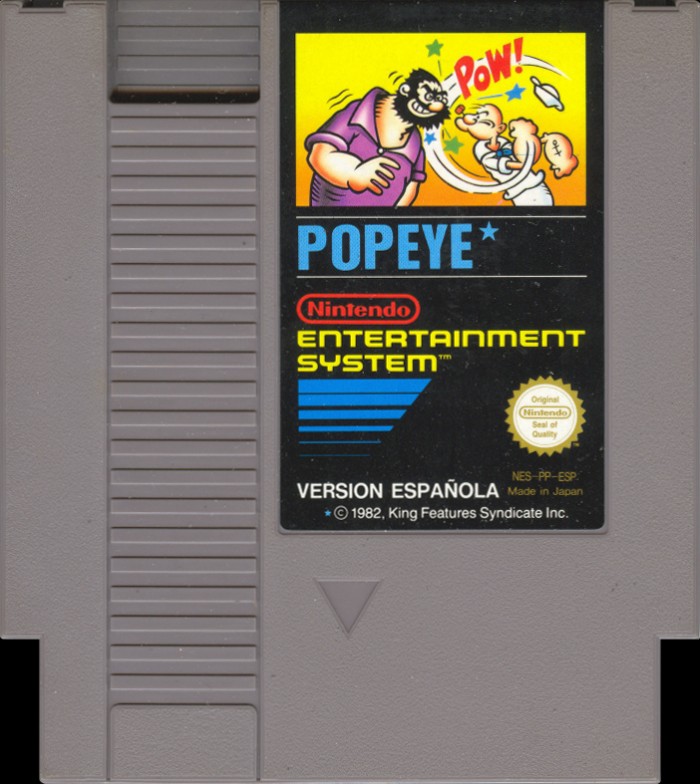 POW!
POPEYE*
Nintendo
ENTERTAINMENT
SYSTEM™
Original
Nintendo
Seal of
Quality
™
NES-PP-ESP
VERSION ESPAÑOLA Made in Japan
*© 1982, King Features Syndicate Inc.